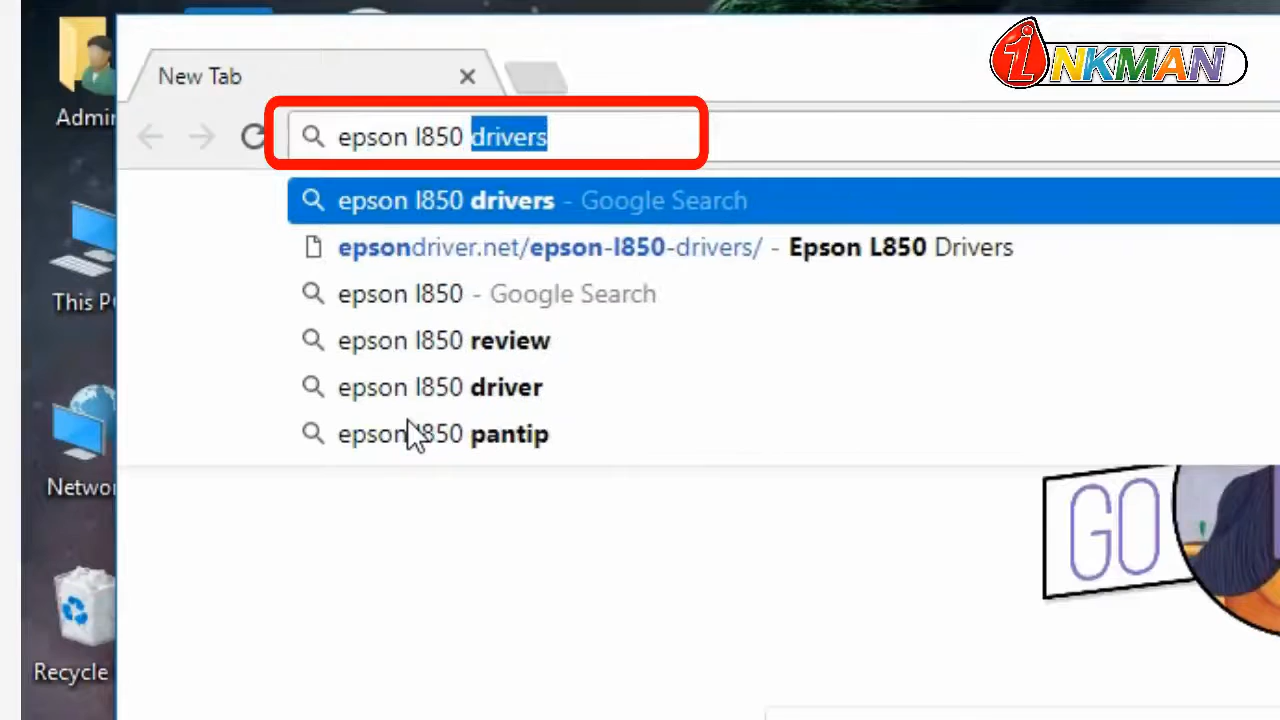 iNKMAN
New Tab
epson l850 drivers
epson l850 drivers - Google Search
epsondriver.net/epson-l850-drivers/ - Epson L850 Drivers
epson l850 - Google Search
epson l850 review
epson l850 driver
epson l850 pantip
Admin
This P
Networ
Recycle
GO